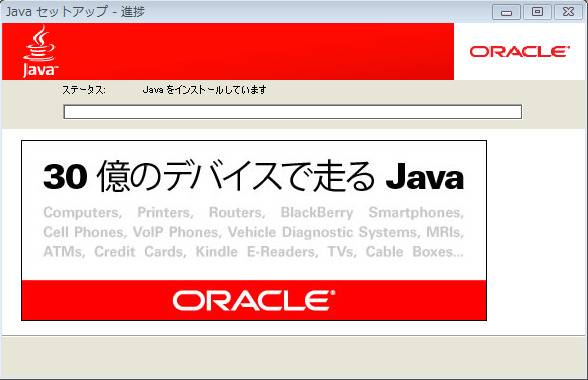 Java セットアップ - 進捗
Java™
ORACLE®
ステータス: Java をインストールしています
30 億のデバイスで走る Java
Computers, Printers, Routers, BlackBerry Smartphones,
Cell Phones, VoIP Phones, Vehicle Diagnostic Systems, MRIs,
ATMs, Credit Cards, Kindle E-Readers, TVs, Cable Boxes...
ORACLE®